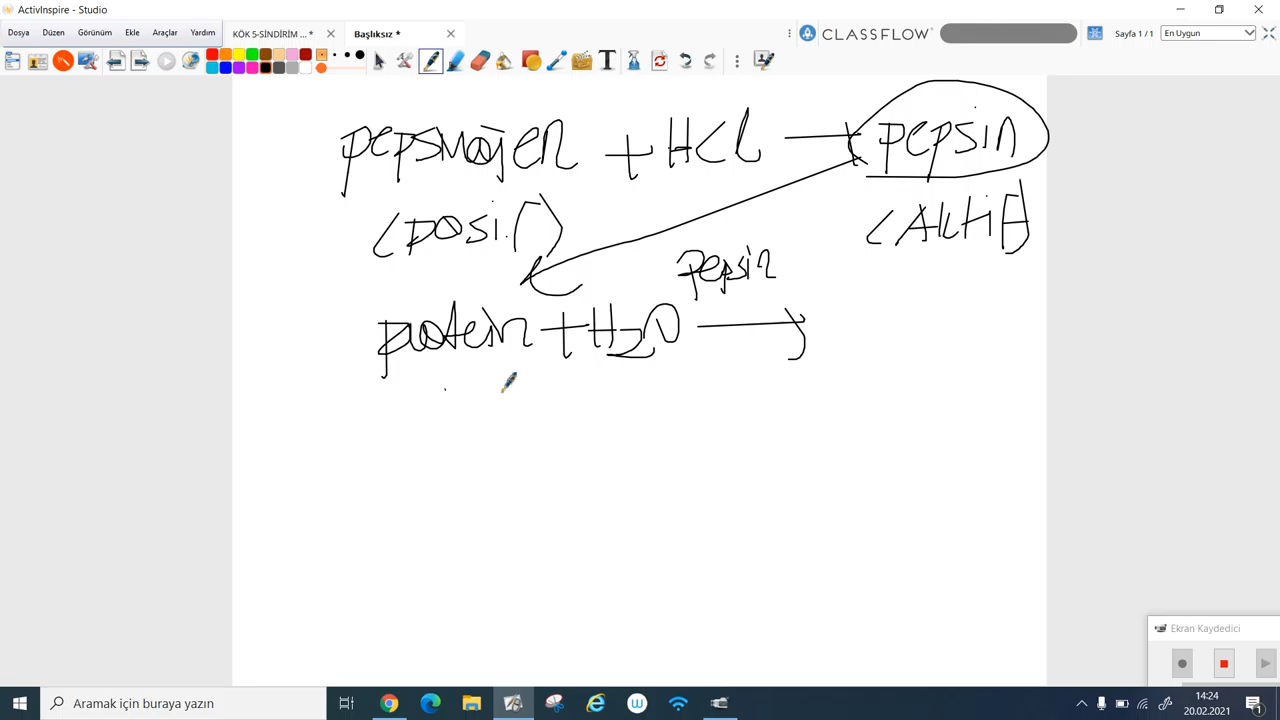 ActivInspire - Studio
KÖK 5-SİNDİRİM ... *
Başlıksız *
Dosya Düzen Görünüm Ekle Araçlar Yardım
CLASSFLOW
Sayfa 1 / 1
En Uygun
pepsinojen + HCl → pepsin
(pasif) (Aktif)
pepsin
protein + H2O →
Ekran Kaydedici
Aramak için buraya yazın
14:24
20.02.2021